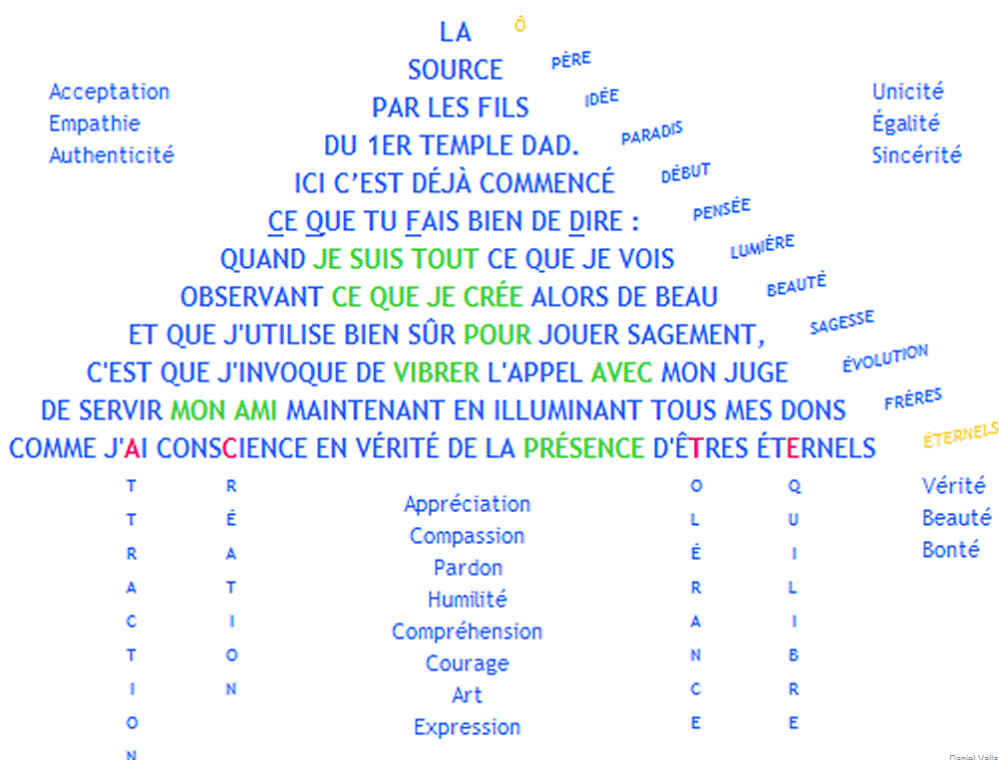 LA
Ô
SOURCE
PÈRE
PAR LES FILS
IDÉE
DU 1ER TEMPLE DAD.
PARADIS
ICI C'EST DÉJÀ COMMENCÉ
DÉBUT
CE QUE TU FAIS BIEN DE DIRE :
PENSÉE
QUAND JE SUIS TOUT CE QUE JE VOIS
LUMIÈRE
OBSERVANT CE QUE JE CRÉE ALORS DE BEAU
BEAUTÉ
ET QUE J'UTILISE BIEN SÛR POUR JOUER SAGEMENT,
SAGESSE
C'EST QUE J'INVOQUE DE VIBRER L'APPEL AVEC MON JUGE
ÉVOLUTION
DE SERVIR MON AMI MAINTENANT EN ILLUMINANT TOUS MES DONS
FRÈRES
COMME J'AI CONSCIENCE EN VÉRITÉ DE LA PRÉSENCE D'ÊTRES ÉTERNELS
ÉTERNELS
Acceptation
Empathie
Authenticité
Unicité
Égalité
Sincérité
TTRACTION
RÉATION
Appréciation
Compassion
Pardon
Humilité
Compréhension
Courage
Art
Expression
OLÉRANCE
QUILIBRE
Vérité
Beauté
Bonté
Daniel Valla